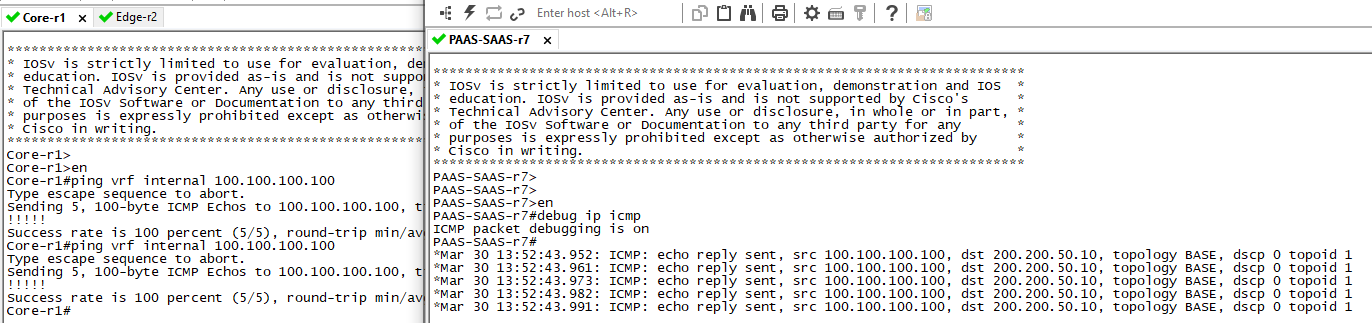 Core-r1
Edge-r2
************************************************
* IOSv is strictly limited to use for evaluation, de
* education. IOSv is provided as-is and is not suppo
* Technical Advisory Center. Any use or disclosure,
* of the IOSv Software or Documentation to any third
* purposes is expressly prohibited except as otherwi
* Cisco in writing.
************************************************
Core-r1>
Core-r1>en
Core-r1#ping vrf internal 100.100.100.100
Type escape sequence to abort.
Sending 5, 100-byte ICMP Echos to 100.100.100.100, t
!!!!!
Success rate is 100 percent (5/5), round-trip min/av
Core-r1#ping vrf internal 100.100.100.100
Type escape sequence to abort.
Sending 5, 100-byte ICMP Echos to 100.100.100.100, t
!!!!!
Success rate is 100 percent (5/5), round-trip min/av
Core-r1#
Enter host <Alt+R>
PAAS-SAAS-r7
**************************************************************************
* IOSv is strictly limited to use for evaluation, demonstration and IOS *
* education. IOSv is provided as-is and is not supported by Cisco's *
* Technical Advisory Center. Any use or disclosure, in whole or in part, *
* of the IOSv Software or Documentation to any third party for any *
* purposes is expressly prohibited except as otherwise authorized by *
* Cisco in writing. *
**************************************************************************
PAAS-SAAS-r7>
PAAS-SAAS-r7>
PAAS-SAAS-r7>en
PAAS-SAAS-r7#debug ip icmp
ICMP packet debugging is on
PAAS-SAAS-r7#
*Mar 30 13:52:43.952: ICMP: echo reply sent, src 100.100.100.100, dst 200.200.50.10, topology BASE, dscp 0 topoid 1
*Mar 30 13:52:43.961: ICMP: echo reply sent, src 100.100.100.100, dst 200.200.50.10, topology BASE, dscp 0 topoid 1
*Mar 30 13:52:43.973: ICMP: echo reply sent, src 100.100.100.100, dst 200.200.50.10, topology BASE, dscp 0 topoid 1
*Mar 30 13:52:43.982: ICMP: echo reply sent, src 100.100.100.100, dst 200.200.50.10, topology BASE, dscp 0 topoid 1
*Mar 30 13:52:43.991: ICMP: echo reply sent, src 100.100.100.100, dst 200.200.50.10, topology BASE, dscp 0 topoid 1